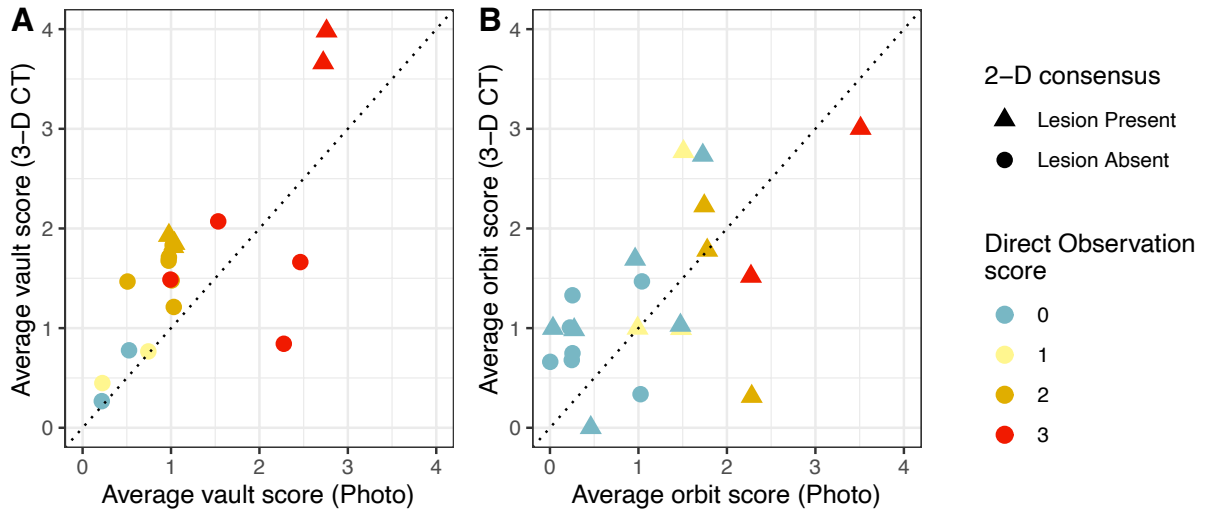 A
B
Average vault score (3−D CT)
4
3
2
1
0
0 1 2 3 4
Average vault score (Photo)
Average orbit score (3−D CT)
4
3
2
1
0
0 1 2 3 4
Average orbit score (Photo)
2−D consensus
Lesion Present
Lesion Absent
Direct Observation
score
0
1
2
3